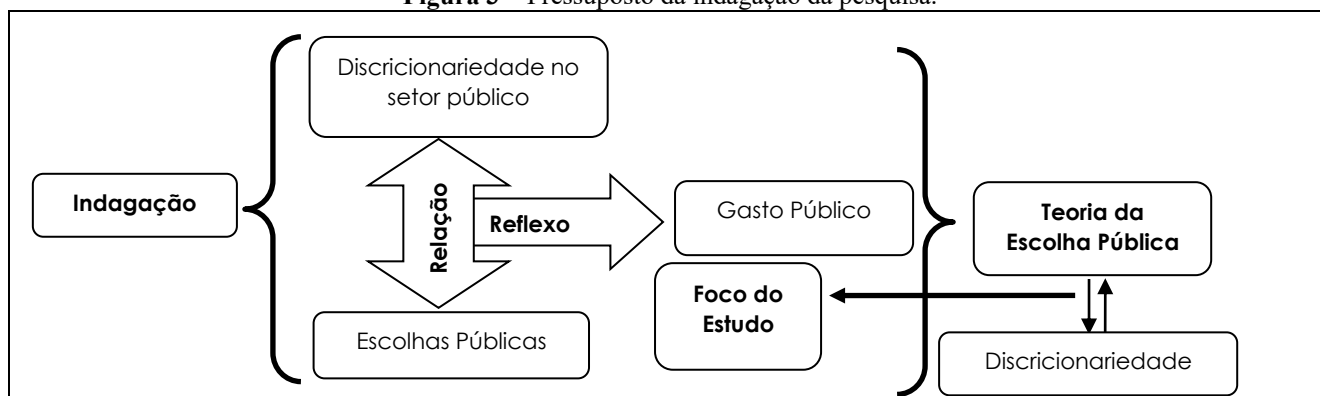 Figura 3 – Pressuposto da indagação da pesquisa.
Discricionariedade no
setor público
Indagação
Relação
Reflexo
Gasto Público
Teoria da
Escolha Pública
Foco do
Estudo
Escolhas Públicas
Discricionariedade